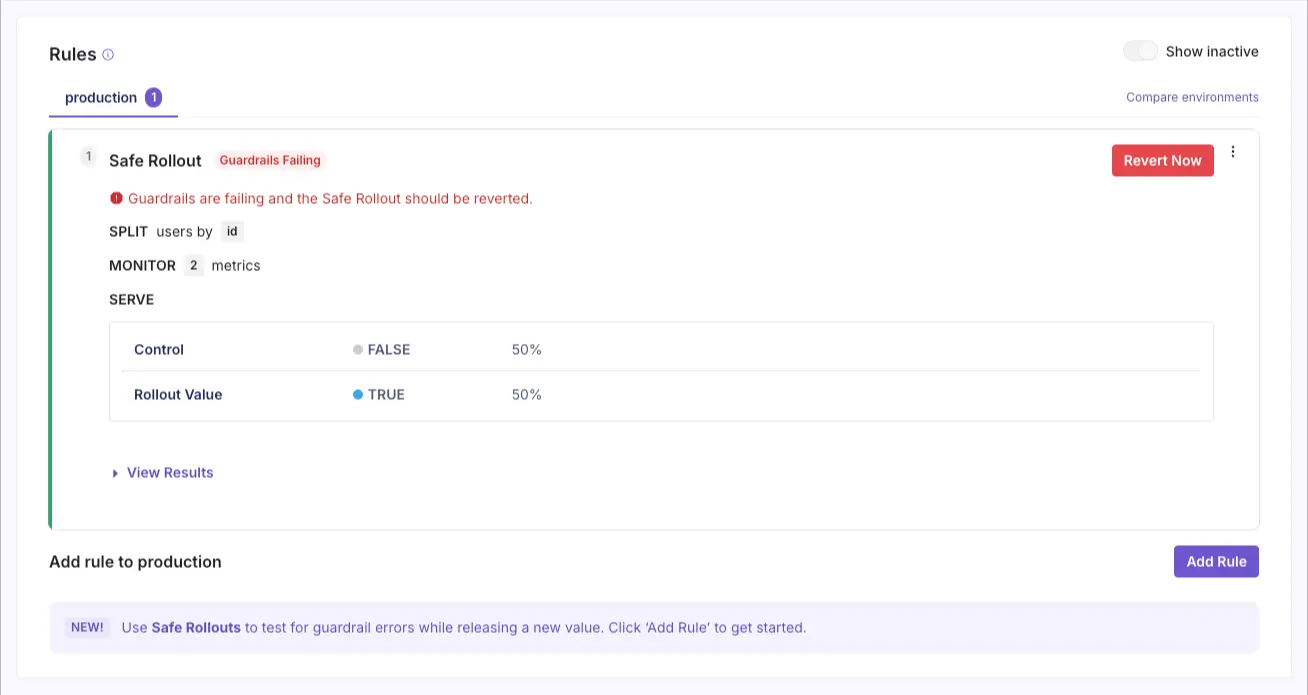 Rules
Show inactive
production 1
Compare environments
1 Safe Rollout Guardrails Failing
Revert Now
Guardrails are failing and the Safe Rollout should be reverted.
SPLIT users by id
MONITOR 2 metrics
SERVE
Control FALSE 50%
Rollout Value TRUE 50%
View Results
Add rule to production
Add Rule
NEW! Use Safe Rollouts to test for guardrail errors while releasing a new value. Click ‘Add Rule’ to get started.